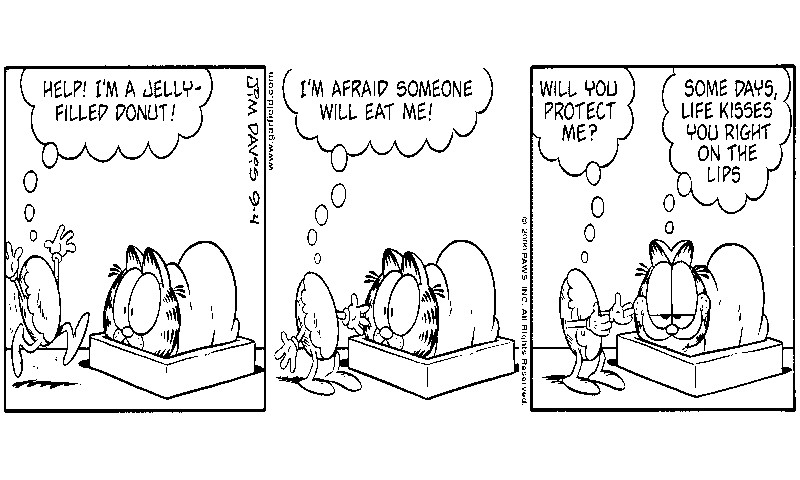 HELP! I'M A JELLY-
FILLED DONUT!
JPM DAVPS 9-4
www.garfield.com
I'M AFRAID SOMEONE
WILL EAT ME!
WILL YOU
PROTECT
ME?
SOME DAYS,
LIFE KISSES
YOU RIGHT
ON THE
LIPS
PAWS, INC. All Rights Reserved.